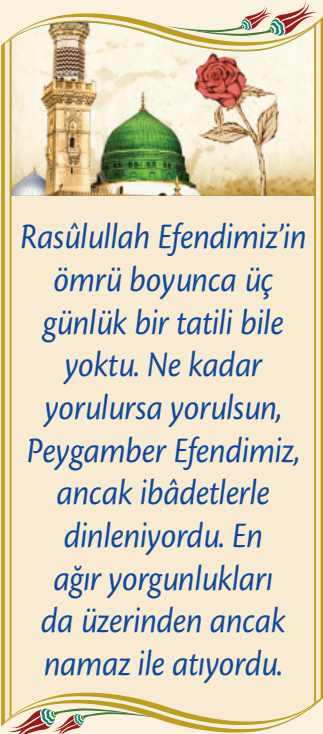 Rasûlullah Efendimiz’in
ömrü boyunca üç
günlük bir tatili bile
yoktu. Ne kadar
yorulursa yorulsun,
Peygamber Efendimiz,
ancak ibâdetlerle
dinleniyordu. En
ağır yorgunlukları
da üzerinden ancak
namaz ile atıyordu.